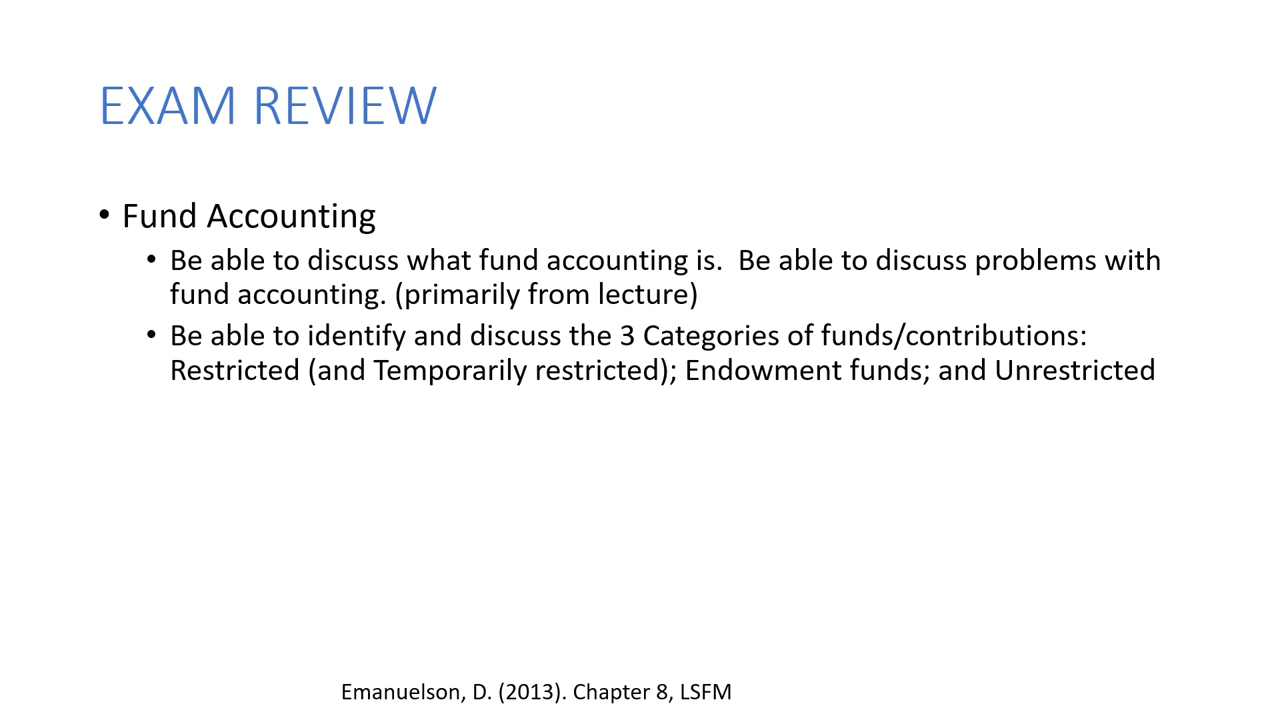 EXAM REVIEW
• Fund Accounting
• Be able to discuss what fund accounting is.  Be able to discuss problems with
fund accounting. (primarily from lecture)
• Be able to identify and discuss the 3 Categories of funds/contributions:
Restricted (and Temporarily restricted); Endowment funds; and Unrestricted
Emanuelson, D. (2013). Chapter 8, LSFM